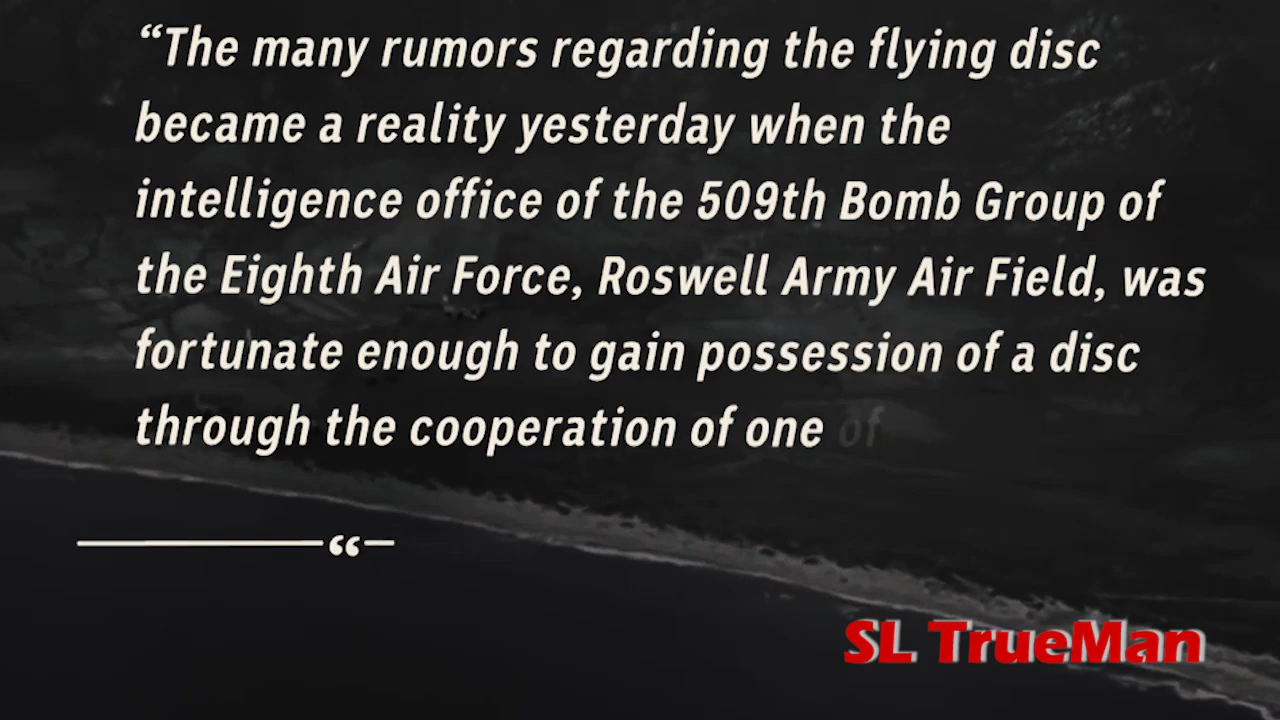 “The many rumors regarding the flying disc
became a reality yesterday when the
intelligence office of the 509th Bomb Group of
the Eighth Air Force, Roswell Army Air Field, was
fortunate enough to gain possession of a disc
through the cooperation of one of
“
SL TrueMan